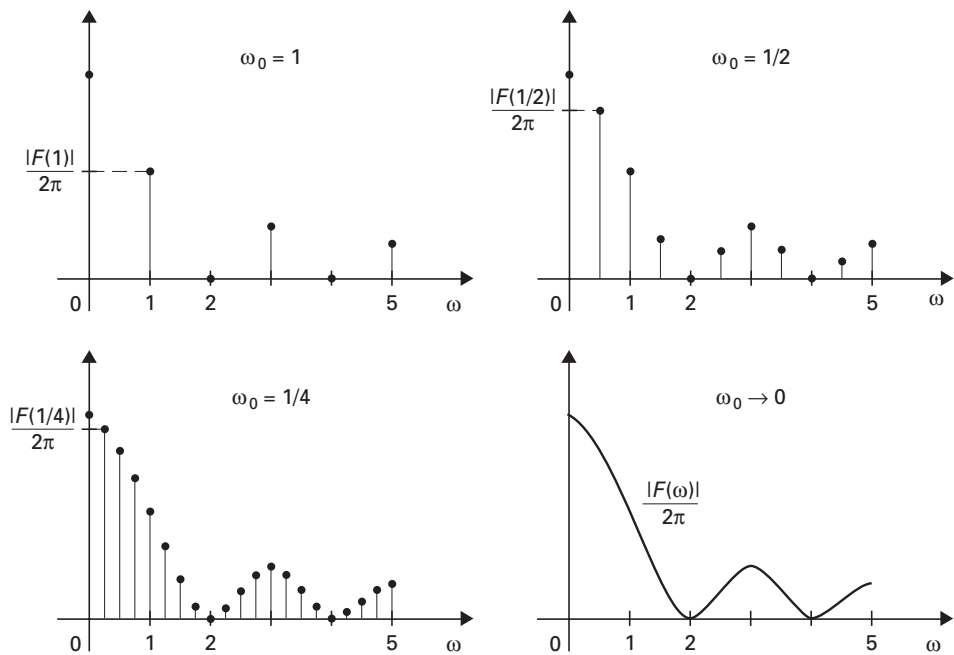 ω₀ = 1
|F(1)|
2π
0 1 2 5 ω
ω₀ = 1/2
|F(1/2)|
2π
0 1 2 5 ω
ω₀ = 1/4
|F(1/4)|
2π
0 1 2 5 ω
ω₀ → 0
|F(ω)|
2π
0 1 2 5 ω